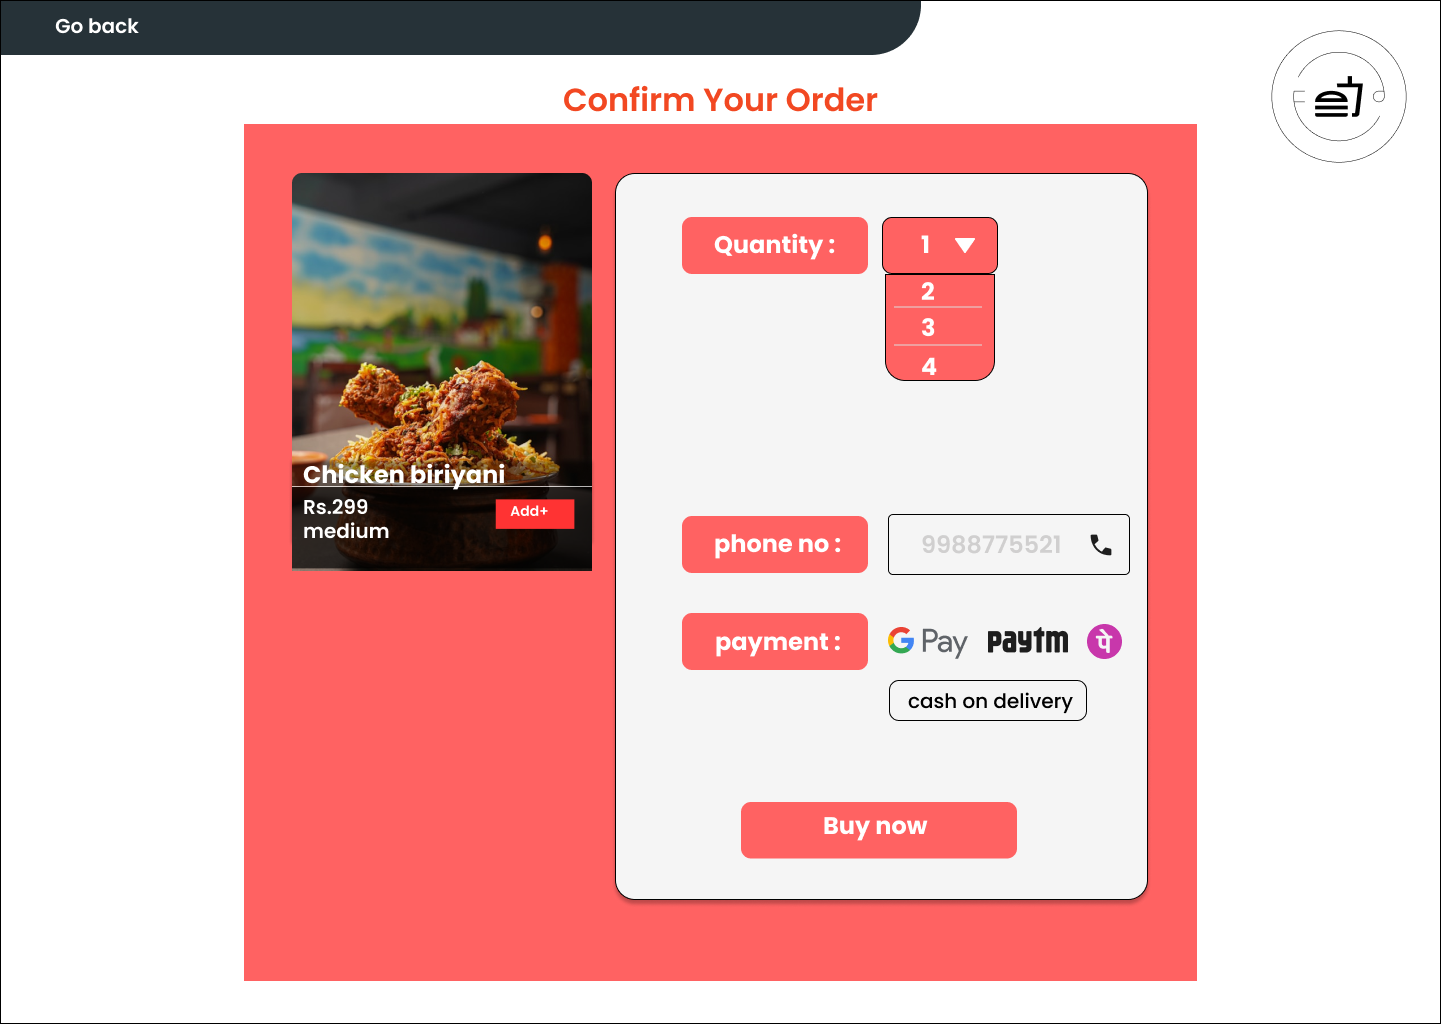 Go back
Confirm Your Order
Quantity :
1
2
3
4
Chicken biriyani
Rs.299
medium
Add+
phone no :
9988775521
payment :
G Pay
paytm
पे
cash on delivery
Buy now